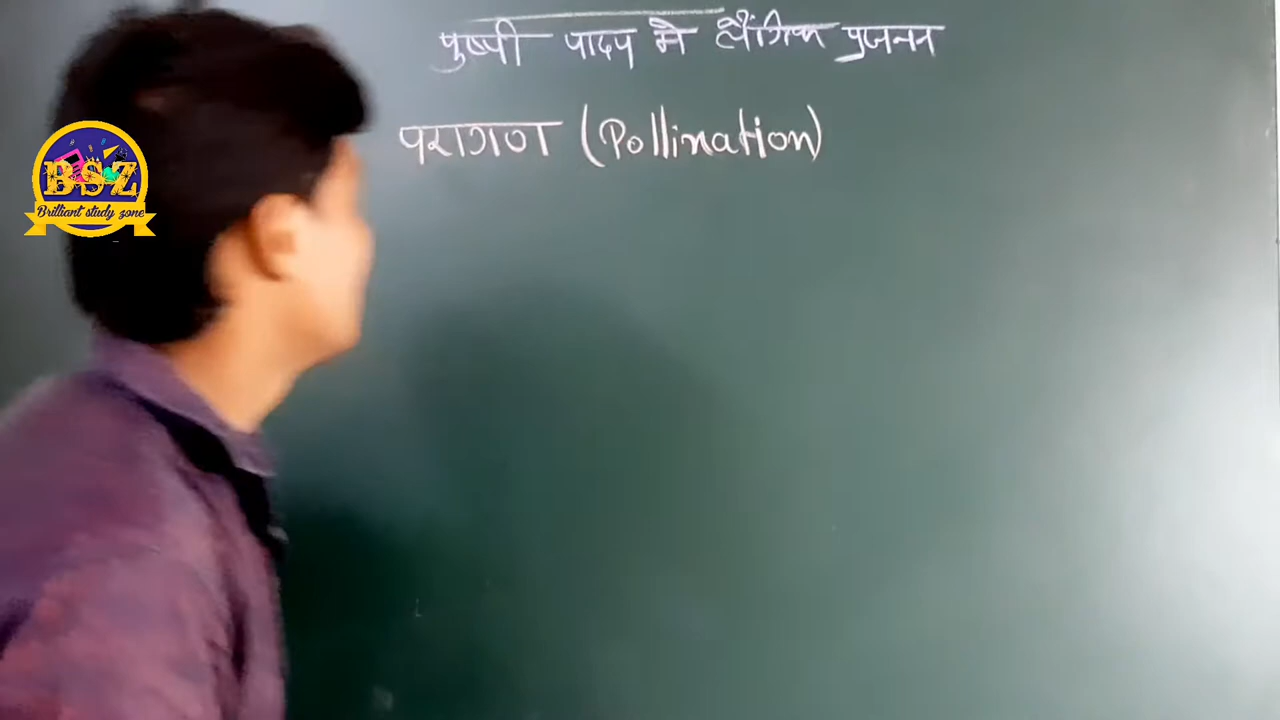 पुष्पी पादप मे लैंगिक प्रजनन
परागण (Pollination)
BSZ
Brilliant study zone